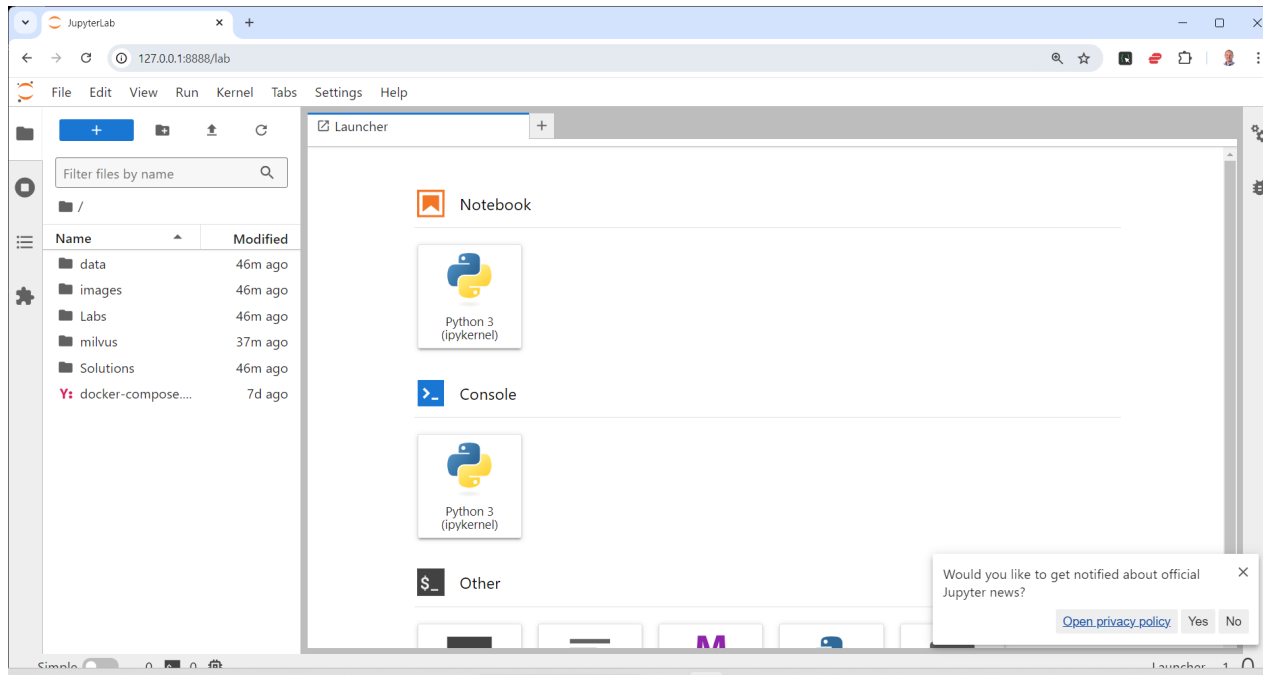 JupyterLab
127.0.0.1:8888/lab
File Edit View Run Kernel Tabs Settings Help
Launcher
Filter files by name
/
Name Modified
data 46m ago
images 46m ago
Labs 46m ago
milvus 37m ago
Solutions 46m ago
Y: docker-compose.... 7d ago
Notebook
Python 3
(ipykernel)
Console
Python 3
(ipykernel)
$_ Other
Would you like to get notified about official
Jupyter news?
Open privacy policy Yes No
Simple 0 0 Launcher 1